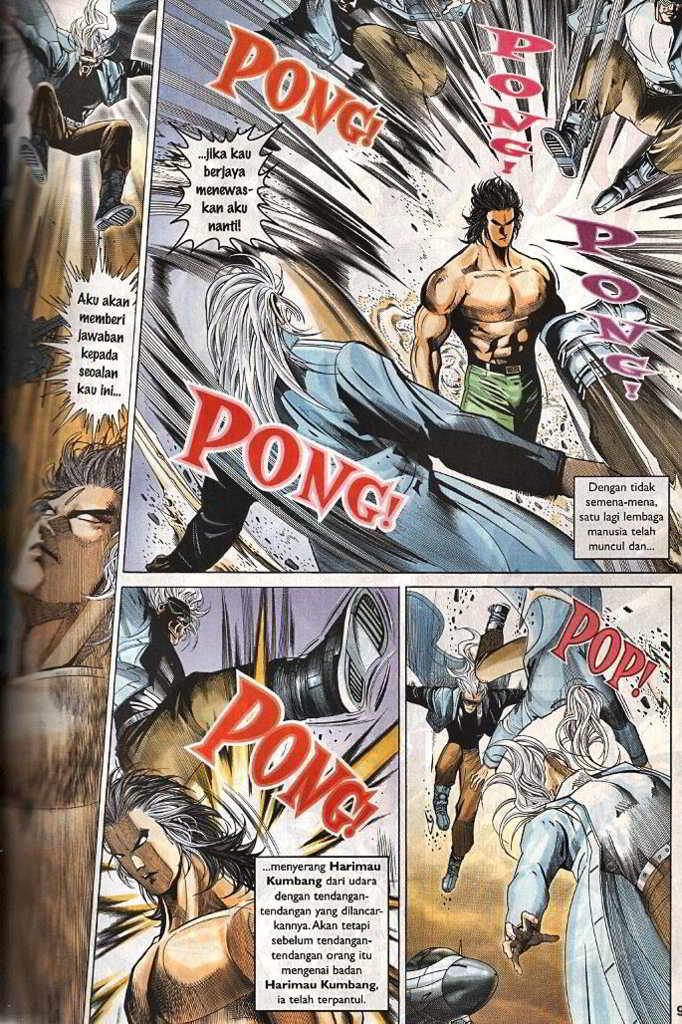 Aku akan
memberi
jawaban
kepada
seoalan
kau ini...
PONG!
PONG!
...jika kau
berjaya
menewas-
kan aku
nanti!
PONG!
PONG!
Dengan tidak
semena-mena,
satu lagi lembaga
manusia telah
muncul dan...
PONG!
...menyerang Harimau
Kumbang dari udara
dengan tendangan-
tendangan yang dilancar-
kannya. Akan tetapi
sebelum tendangan-
tendangan orang itu
mengenai badan
Harimau Kumbang,
ia telah terpantul.
POP!
9